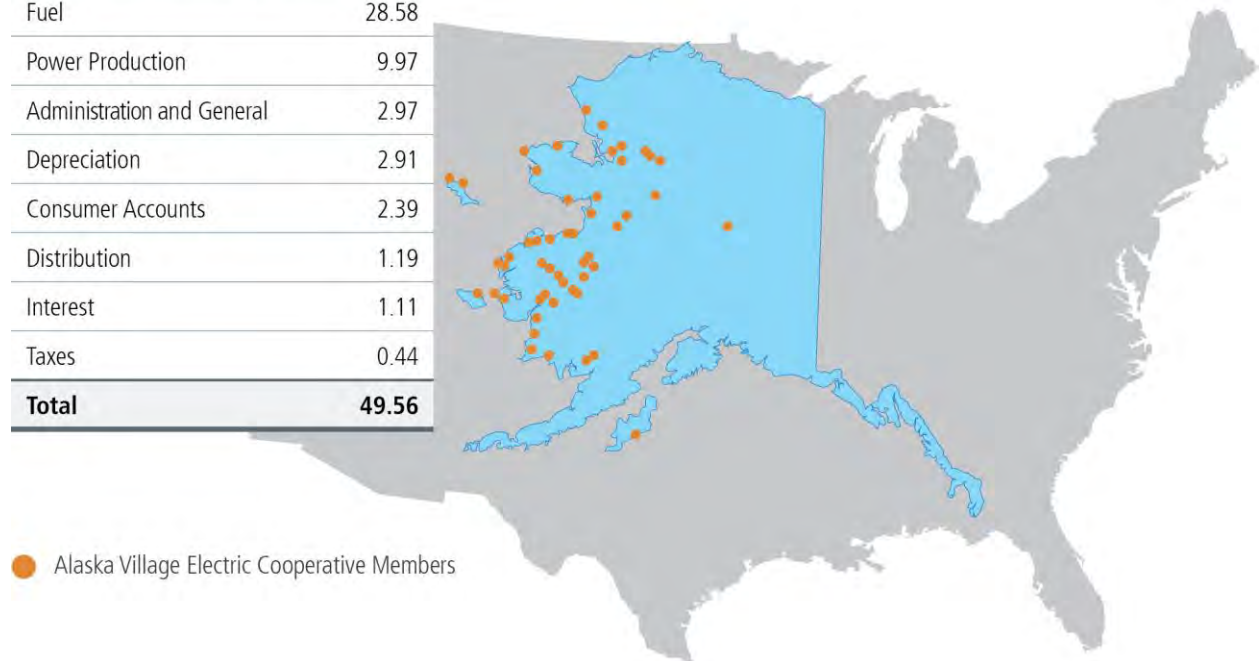 Fuel 28.58
Power Production 9.97
Administration and General 2.97
Depreciation 2.91
Consumer Accounts 2.39
Distribution 1.19
Interest 1.11
Taxes 0.44
Total 49.56
Alaska Village Electric Cooperative Members